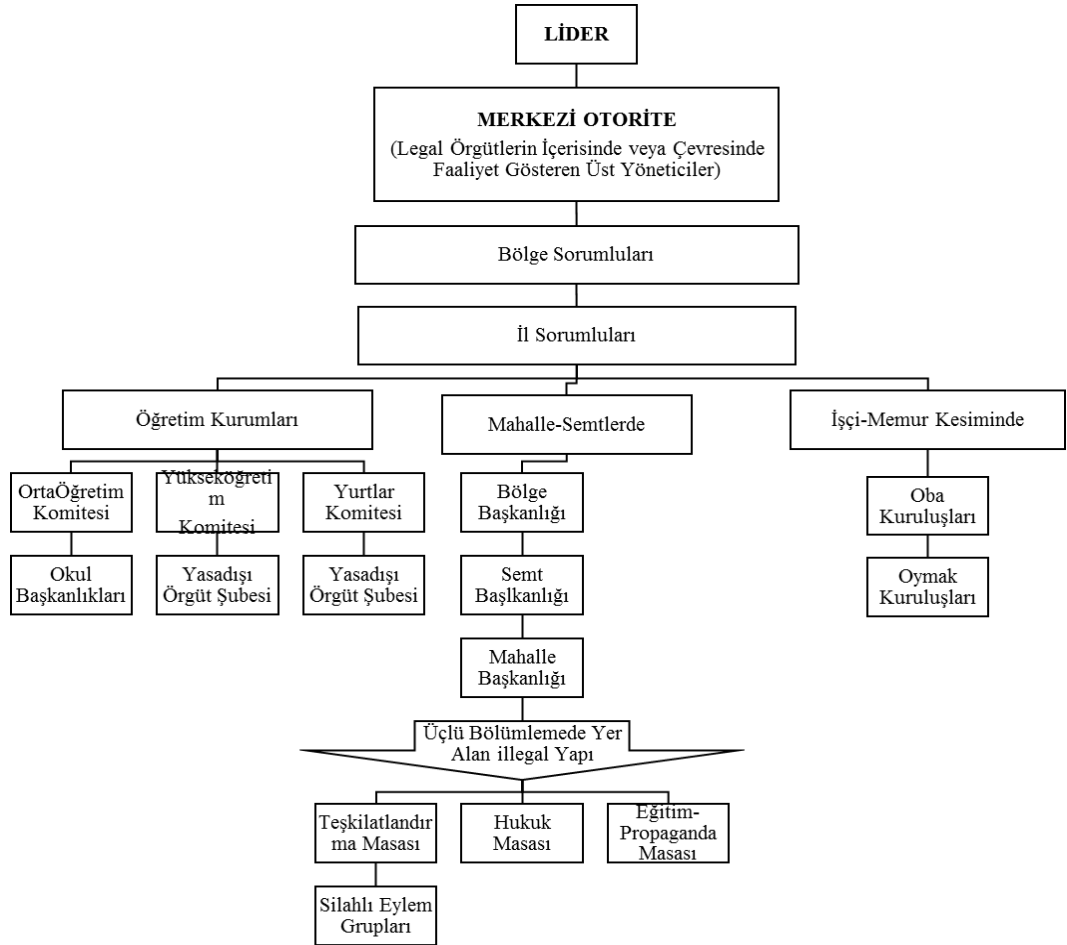 LİDER
MERKEZİ OTORİTE
(Legal Örgütlerin İçerisinde veya Çevresinde
Faaliyet Gösteren Üst Yöneticiler)
Bölge Sorumluları
İl Sorumluları
Öğretim Kurumları
Mahalle-Semtlerde
İşçi-Memur Kesiminde
OrtaÖğretim
Komitesi
Yükseköğreti
m
Komitesi
Yurtlar
Komitesi
Bölge
Başkanlığı
Oba
Kuruluşları
Okul
Başkanlıkları
Yasadışı
Örgüt Şubesi
Yasadışı
Örgüt Şubesi
Semt
Başlkanlığı
Oymak
Kuruluşları
Mahalle
Başkanlığı
Üçlü Bölümlemede Yer
Alan illegal Yapı
Teşkilatlandır
ma Masası
Hukuk
Masası
Eğitim-
Propaganda
Masası
Silahlı Eylem
Grupları